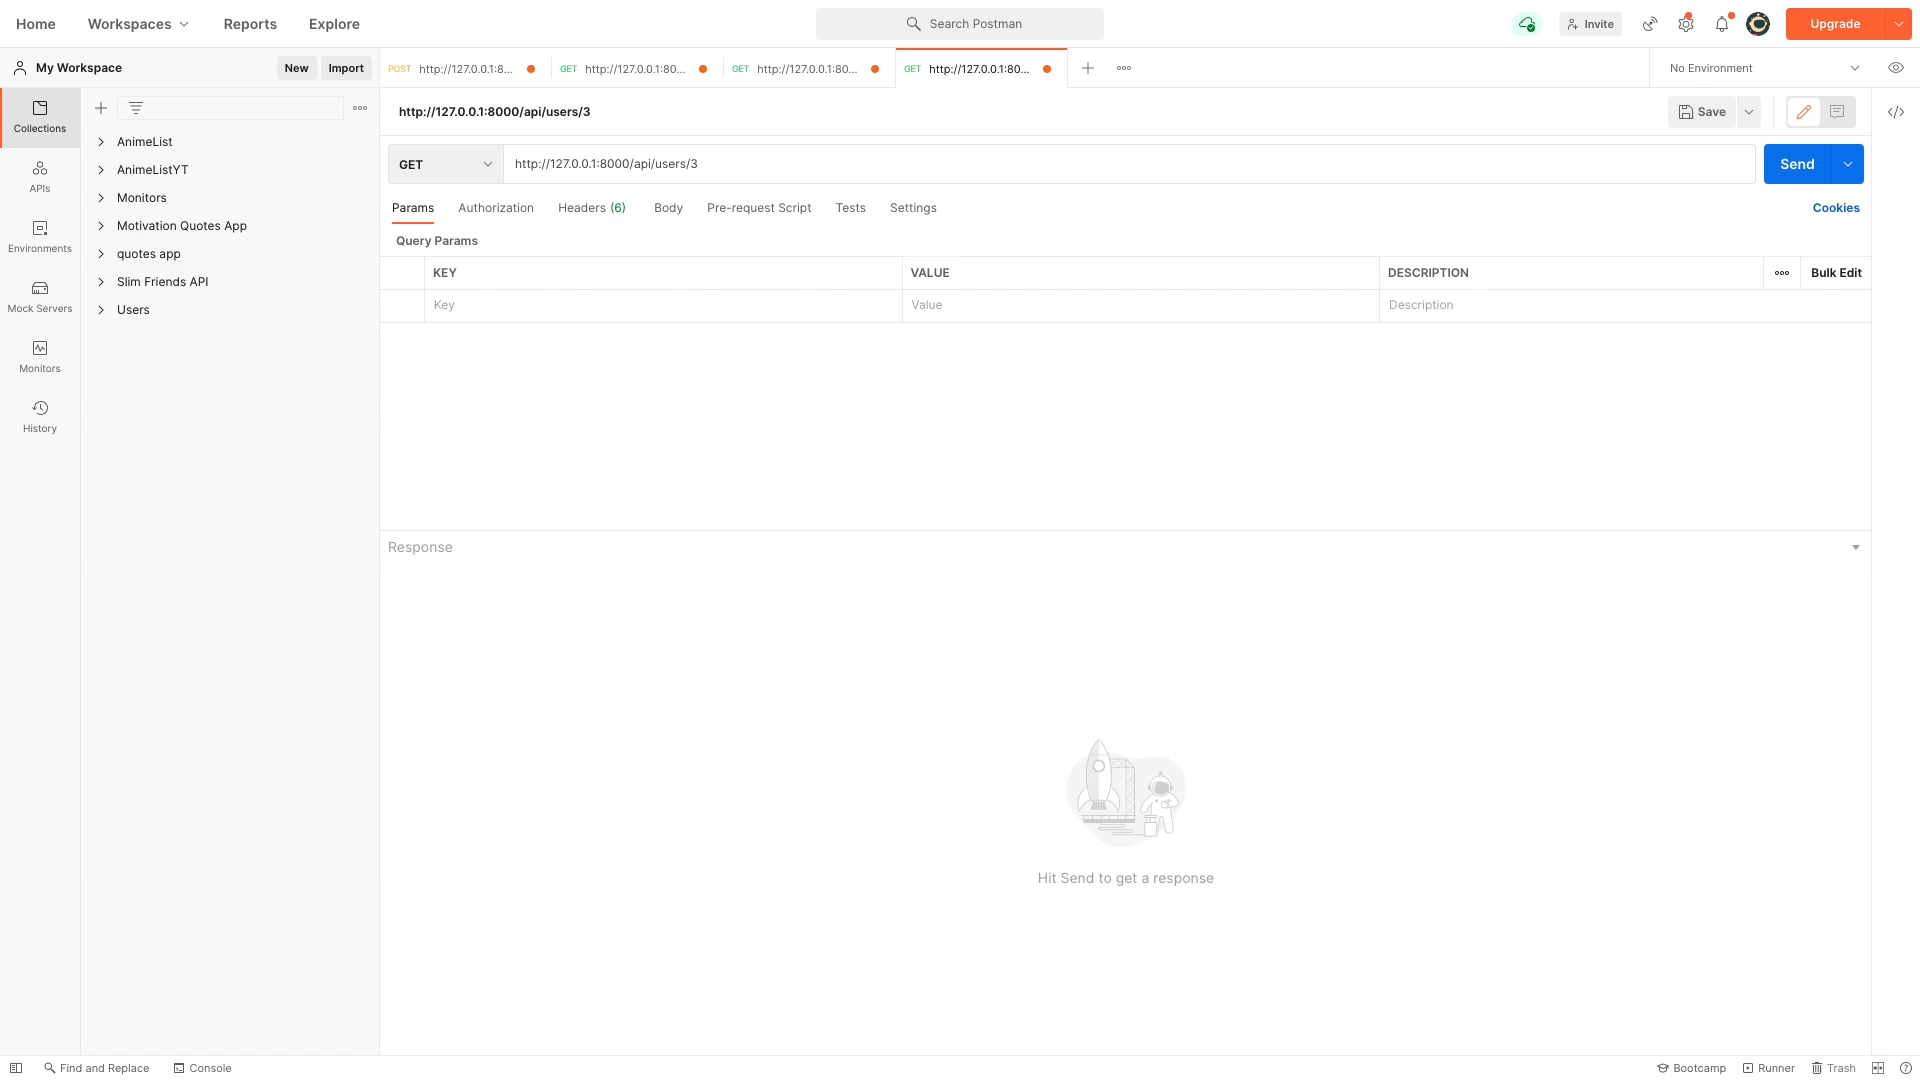 Home Workspaces Reports Explore Search Postman Invite Upgrade
My Workspace New Import POST http://127.0.0.1:8... GET http://127.0.0.1:80... GET http://127.0.0.1:80... GET http://127.0.0.1:80... No Environment
http://127.0.0.1:8000/api/users/3 Save
GET http://127.0.0.1:8000/api/users/3 Send
Params Authorization Headers (6) Body Pre-request Script Tests Settings Cookies
Query Params
KEY VALUE DESCRIPTION Bulk Edit
Key Value Description
Collections
APIs
Environments
Mock Servers
Monitors
History
AnimeList
AnimeListYT
Monitors
Motivation Quotes App
quotes app
Slim Friends API
Users
Response
Hit Send to get a response
Find and Replace Console Bootcamp Runner Trash